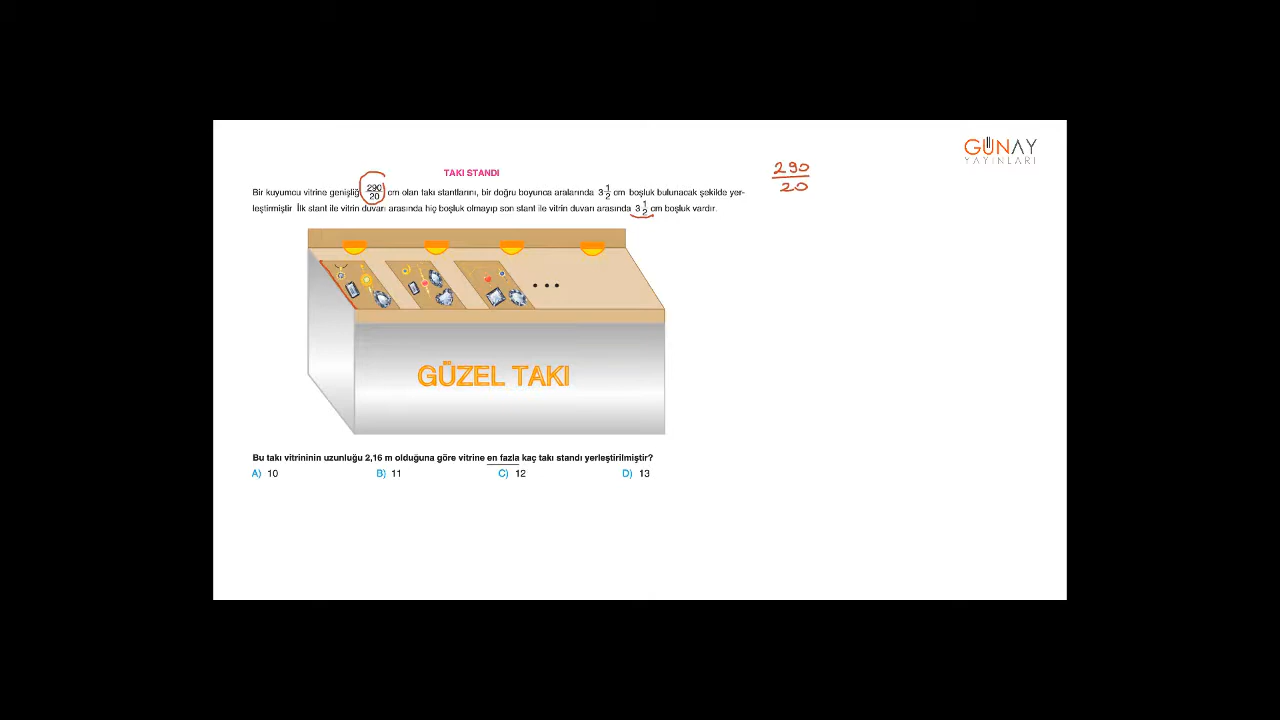 GÜNAY
YAYINLARI
TAKI STANDI
290
20
Bir kuyumcu vitrine genişliği 290/20 cm olan takı stantlarını, bir doğru boyunca aralarında 3 1/2 cm boşluk bulunacak şekilde yer-
leştirmiştir İlk stant ile vitrin duvarı arasında hiç boşluk olmayıp son stant ile vitrin duvarı arasında 3 1/2 cm boşluk vardır.
GÜZEL TAKI
Bu takı vitrininin uzunluğu 2,16 m olduğuna göre vitrine en fazla kaç takı standı yerleştirilmiştir?
A) 10 B) 11 C) 12 D) 13